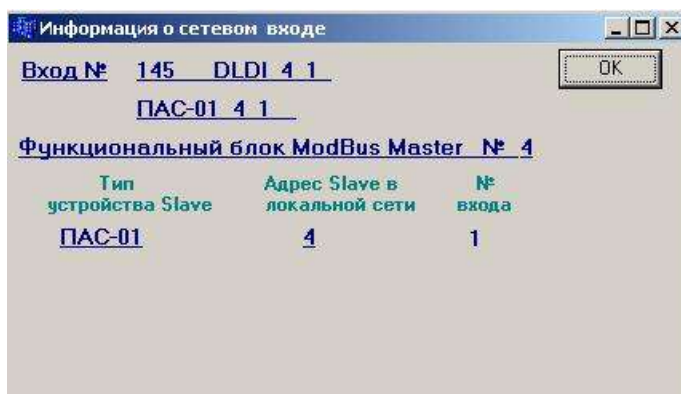 Информация о сетевом входе
Вход № 145 DLDI 4 1
OK
ПАС-01 4 1
Функциональный блок ModBus Master № 4
Тип устройства Slave
Адрес Slave в локальной сети
№ входа
ПАС-01 4 1